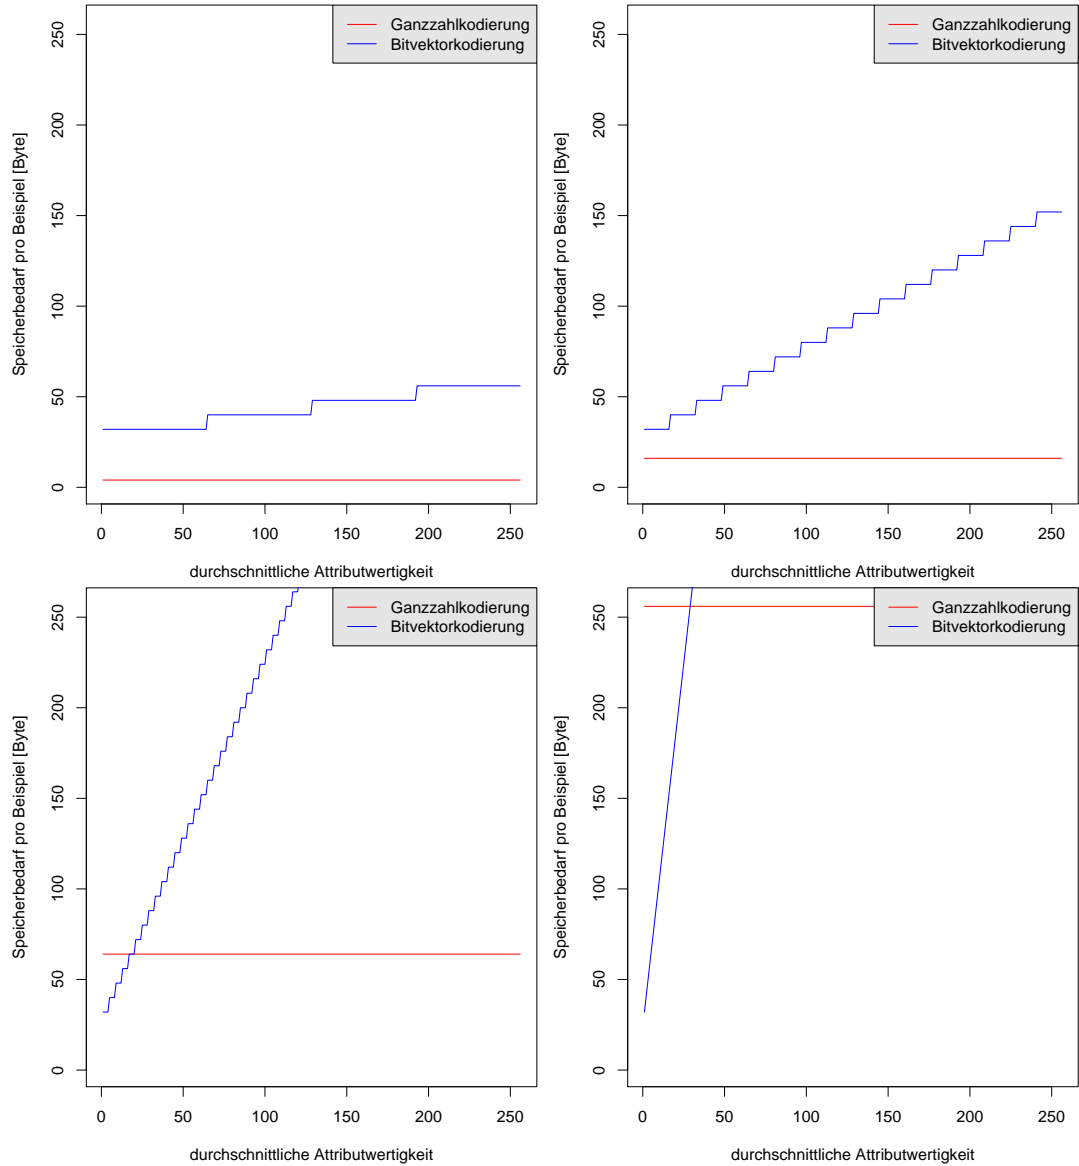 Ganzzahlkodierung
Bitvektorkodierung
Speicherbedarf pro Beispiel [Byte]
250
200
150
100
50
0
0 50 100 150 200 250
durchschnittliche Attributwertigkeit
Ganzzahlkodierung
Bitvektorkodierung
Speicherbedarf pro Beispiel [Byte]
250
200
150
100
50
0
0 50 100 150 200 250
durchschnittliche Attributwertigkeit
Ganzzahlkodierung
Bitvektorkodierung
Speicherbedarf pro Beispiel [Byte]
250
200
150
100
50
0
0 50 100 150 200 250
durchschnittliche Attributwertigkeit
Ganzzahlkodierung
Bitvektorkodierung
Speicherbedarf pro Beispiel [Byte]
250
200
150
100
50
0
0 50 100 150 200 250
durchschnittliche Attributwertigkeit